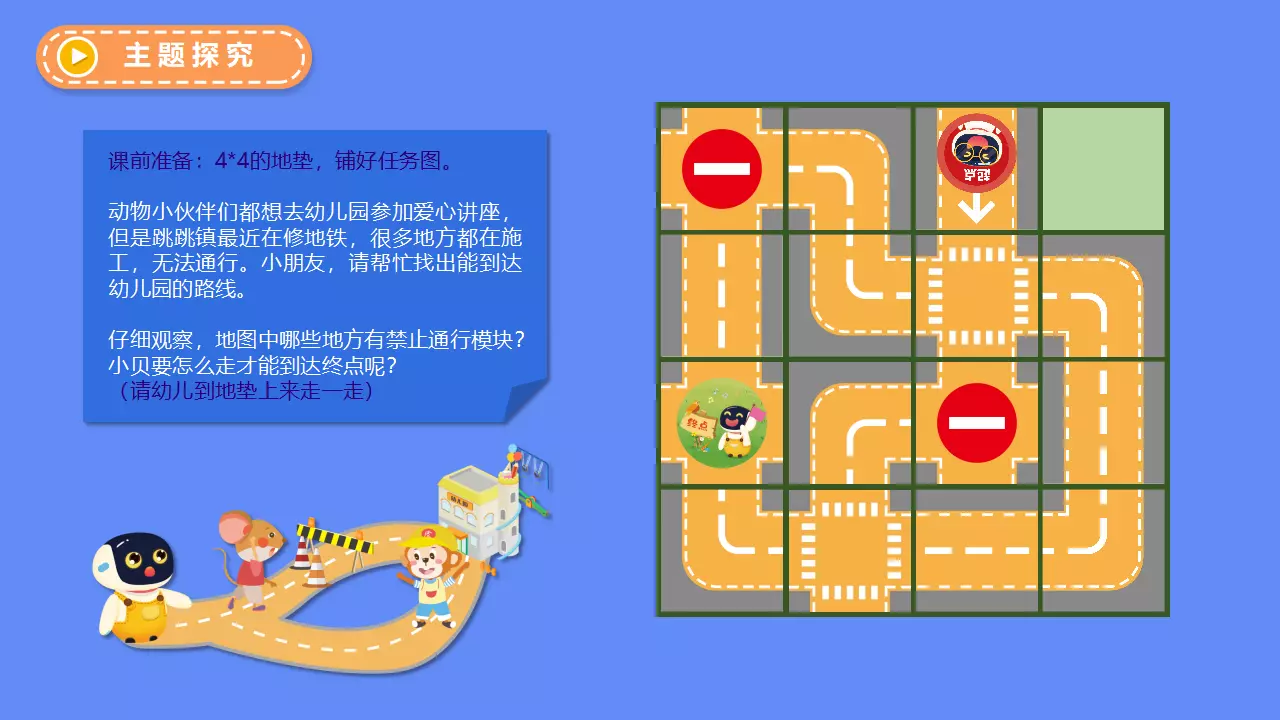 主题探究
课前准备：4*4的地垫，铺好任务图。
动物小伙伴们都想去幼儿园参加爱心讲座，
但是跳跳镇最近在修地铁，很多地方都在施
工，无法通行。小朋友，请帮忙找出能到达
幼儿园的路线。
仔细观察，地图中哪些地方有禁止通行模块？
小贝要怎么走才能到达终点呢？
（请幼儿到地垫上来走一走）
起点
终点
幼儿园